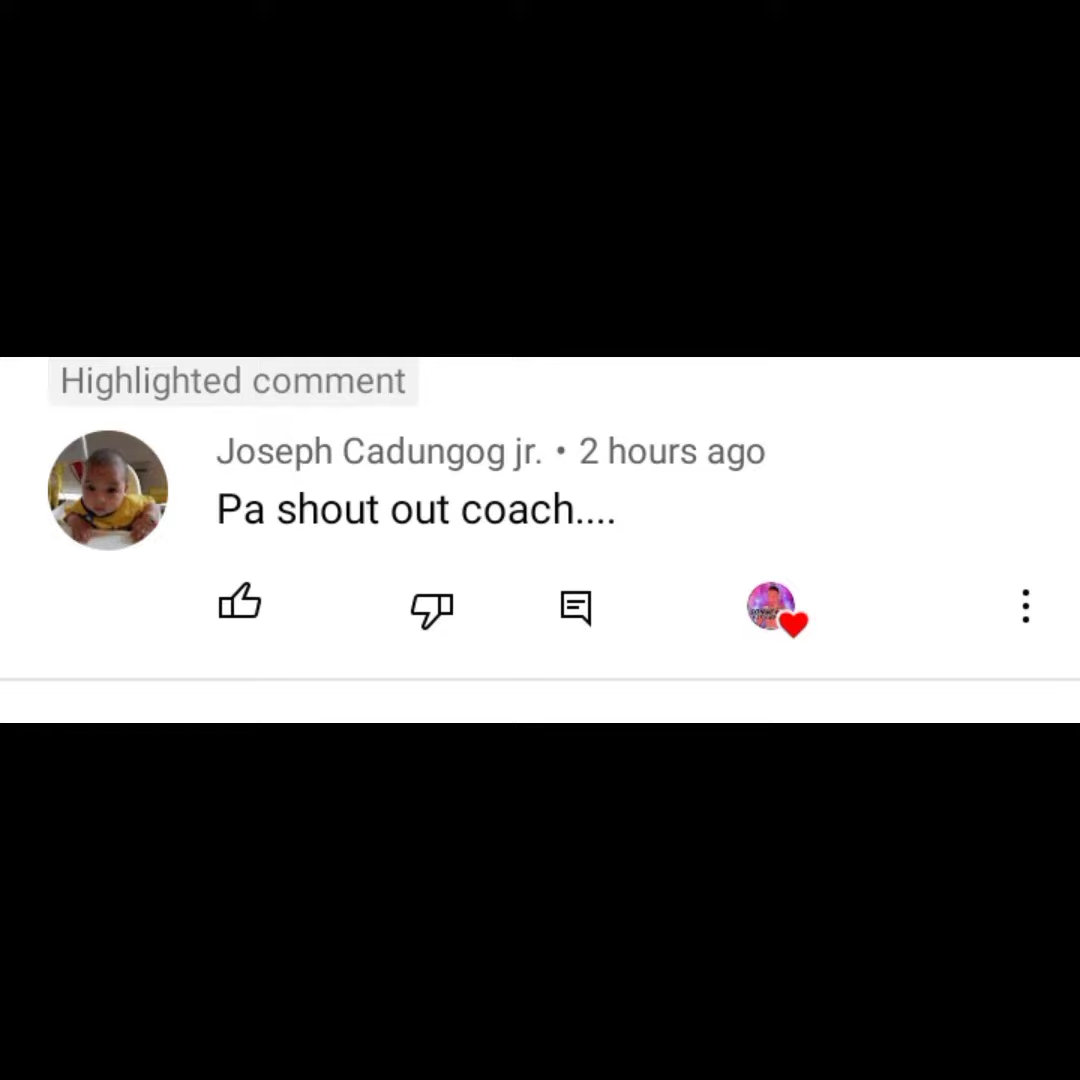 Highlighted comment
Joseph Cadungog jr. • 2 hours ago
Pa shout out coach....